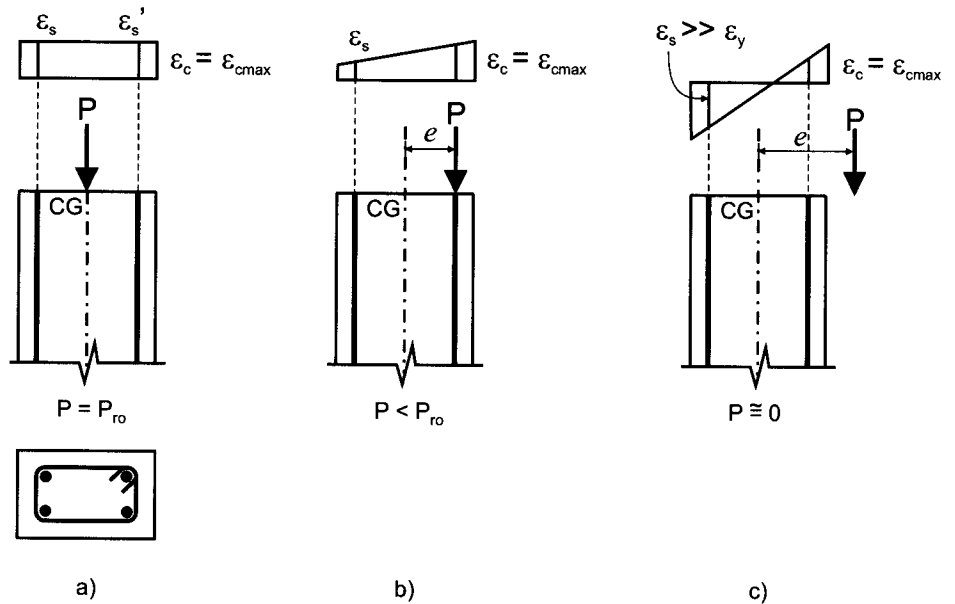 εs εs'
εc = εcmax
P
CG
P = Pro
a)
εs
εc = εcmax
P
e
CG
P < Pro
b)
εs >> εy
εc = εcmax
P
e
CG
P ≅ 0
c)